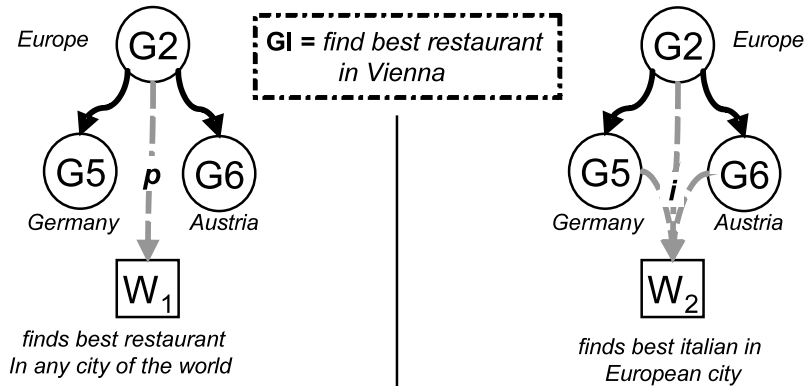 Europe
G2
G5
p
G6
Germany
Austria
W1
finds best restaurant
In any city of the world
GI = find best restaurant
in Vienna
G2
Europe
G5
i
G6
Germany
Austria
W2
finds best italian in
European city